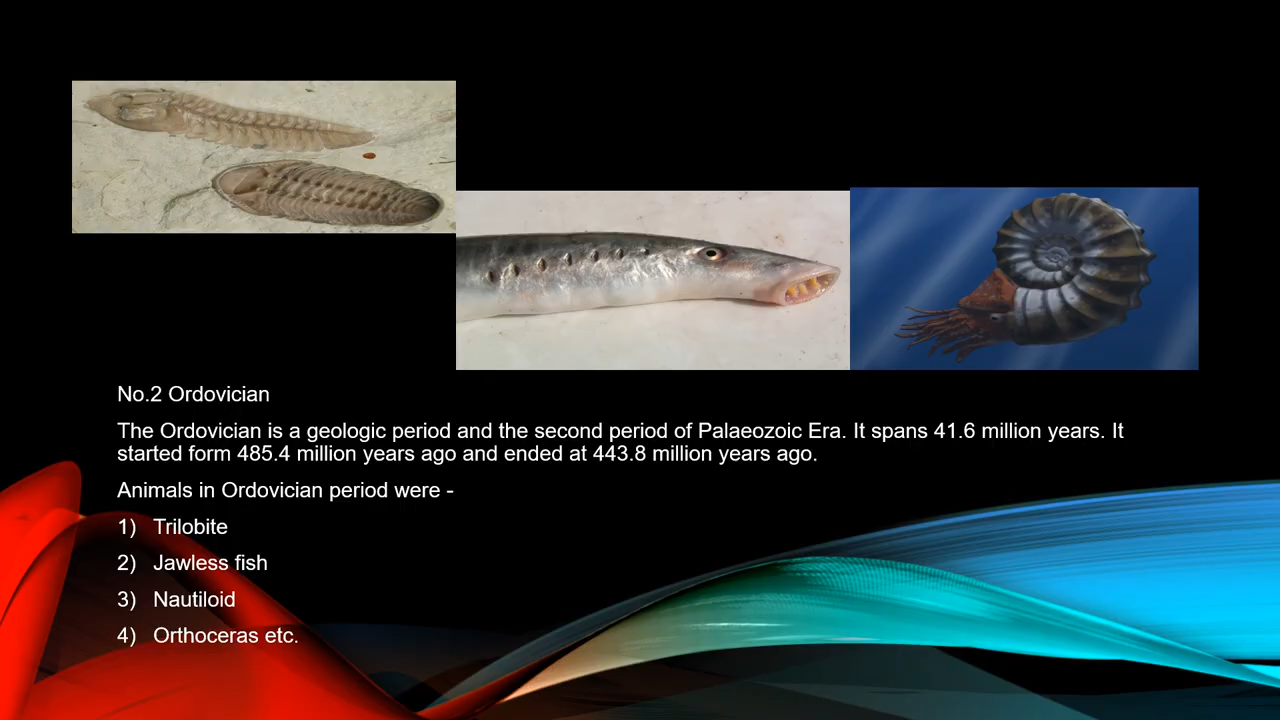 No.2 Ordovician
The Ordovician is a geologic period and the second period of Palaeozoic Era. It spans 41.6 million years. It
started form 485.4 million years ago and ended at 443.8 million years ago.
Animals in Ordovician period were -
1) Trilobite
2) Jawless fish
3) Nautiloid
4) Orthoceras etc.